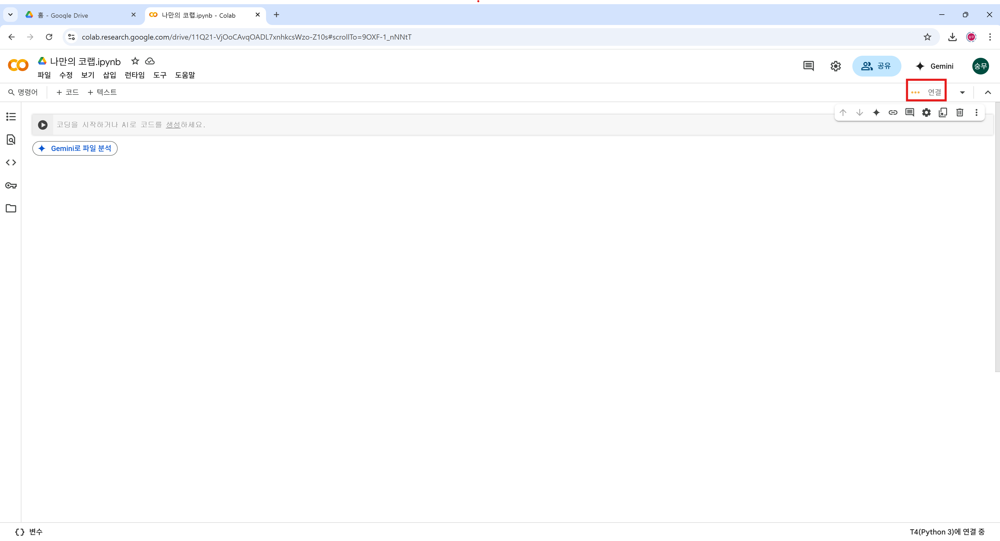 홈 - Google Drive
나만의 코랩.ipynb - Colab
colab.research.google.com/drive/11Q21-VjOoCAvqOADL7xnhkcsWzo-Z10s#scrollTo=9OXF-1_nNNtT
숭무
나만의 코랩.ipynb
파일 수정 보기 삽입 런타임 도구 도움말
공유
Gemini
숭무
명령어 + 코드 + 텍스트
연결
코딩을 시작하거나 AI로 코드를 생성하세요.
Gemini로 파일 분석
변수
T4(Python 3)에 연결 중